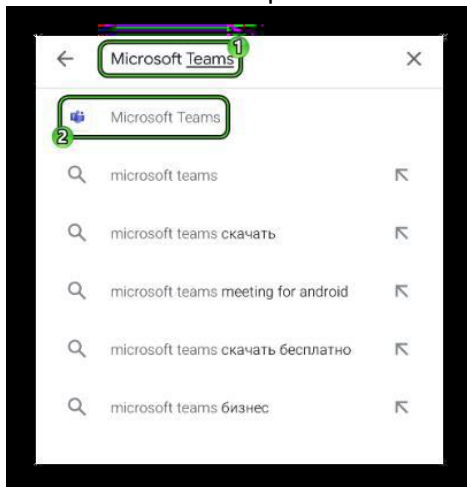 Microsoft Teams
1
Microsoft Teams
2
microsoft teams
microsoft teams скачать
microsoft teams meeting for android
microsoft teams скачать бесплатно
microsoft teams бизнес